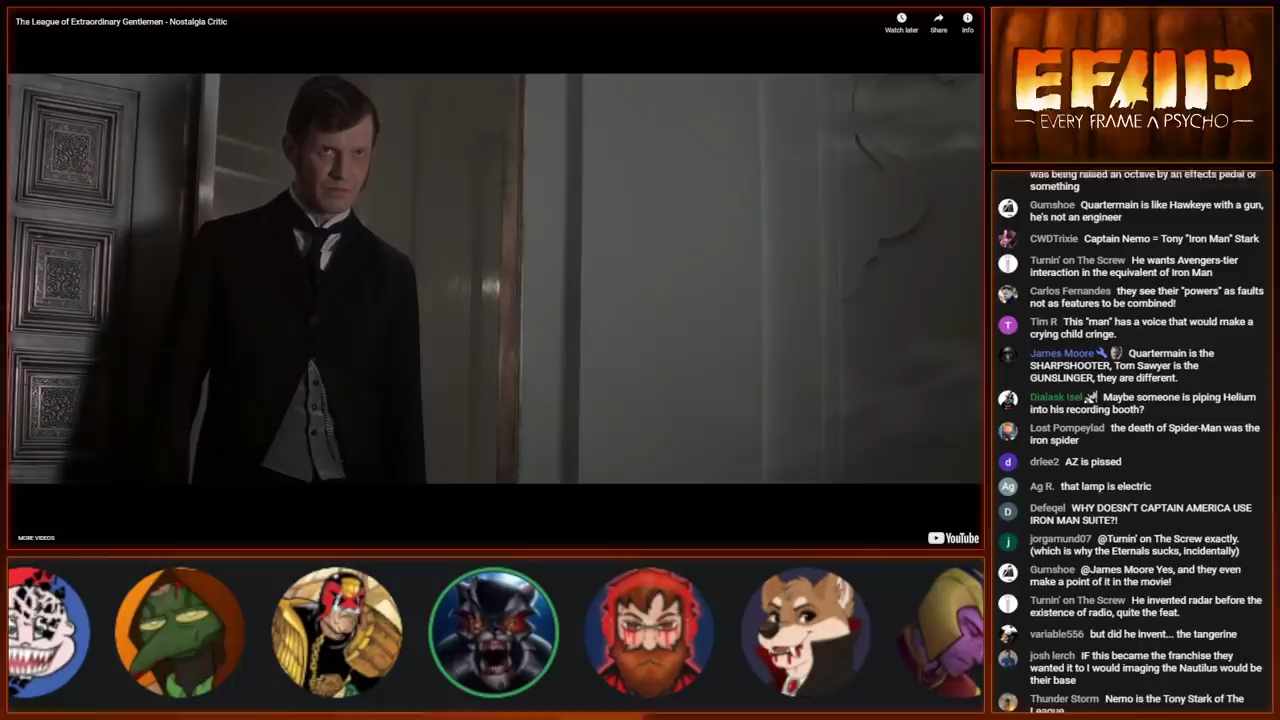 The League of Extraordinary Gentlemen - Nostalgia Critic
Watch later
Share
Info
MORE VIDEOS
YouTube
EFAP
EVERY FRAME A PSYCHO
was being raised an octave by an effects pedal or
something
Gumshoe Quartermain is like Hawkeye with a gun,
he's not an engineer
CWDTrixie Captain Nemo = Tony "Iron Man" Stark
Turnin' on The Screw He wants Avengers-tier
interaction in the equivalent of Iron Man
Carlos Fernandes they see their "powers" as faults
not as features to be combined!
T
Tim R This "man" has a voice that would make a
crying child cringe.
James Moore Quartermain is the
SHARPSHOOTER, Tom Sawyer is the
GUNSLINGER, they are different.
Dialask Isel Maybe someone is piping Helium
into his recording booth?
Lost Pompeylad the death of Spider-Man was the
iron spider
d
drlee2 AZ is pissed
Ag
Ag R. that lamp is electric
D
Defeqel WHY DOESN'T CAPTAIN AMERICA USE
IRON MAN SUITE?!
j
jorgamund07 @Turnin' on The Screw exactly.
(which is why the Eternals sucks, incidentally)
Gumshoe @James Moore Yes, and they even
make a point of it in the movie!
Turnin' on The Screw He invented radar before the
existence of radio, quite the feat.
variable556 but did he invent... the tangerine
josh lerch IF this became the franchise they
wanted it to I would imaging the Nautilus would be
their base
Thunder Storm Nemo is the Tony Stark of The
League